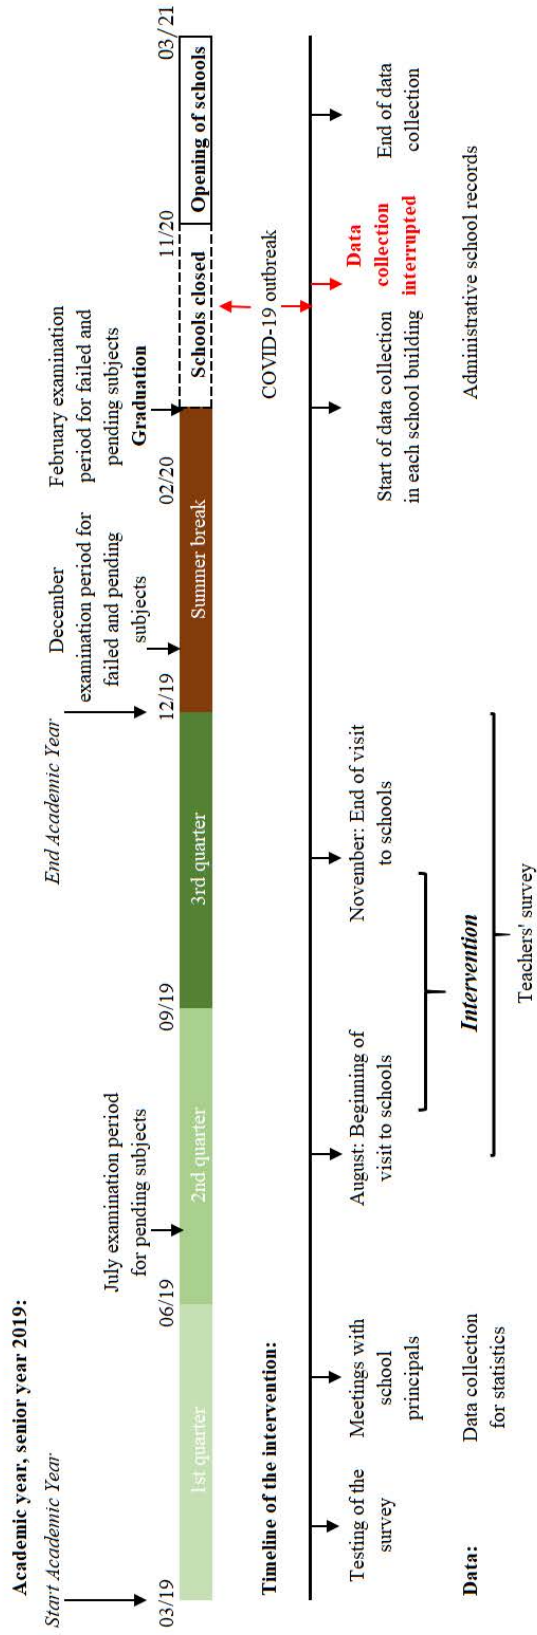 Academic year, senior year 2019:
Start Academic Year
End Academic Year
July examination period
for pending subjects
December
examination period for
failed and pending
subjects
February examination
period for failed and
pending subjects
Graduation
03/19
06/19
09/19
12/19
02/20
11/20
03/21
1st quarter
2nd quarter
3rd quarter
Summer break
Schools closed
Opening of schools
COVID-19 outbreak
Timeline of the intervention:
Testing of the
survey
Meetings with
school
principals
August: Beginning of
visit to schools
November: End of visit
to schools
Start of data collection
in each school building
Data
collection
interrupted
End of data
collection
Intervention
Data:
Data collection
for statistics
Teachers' survey
Administrative school records